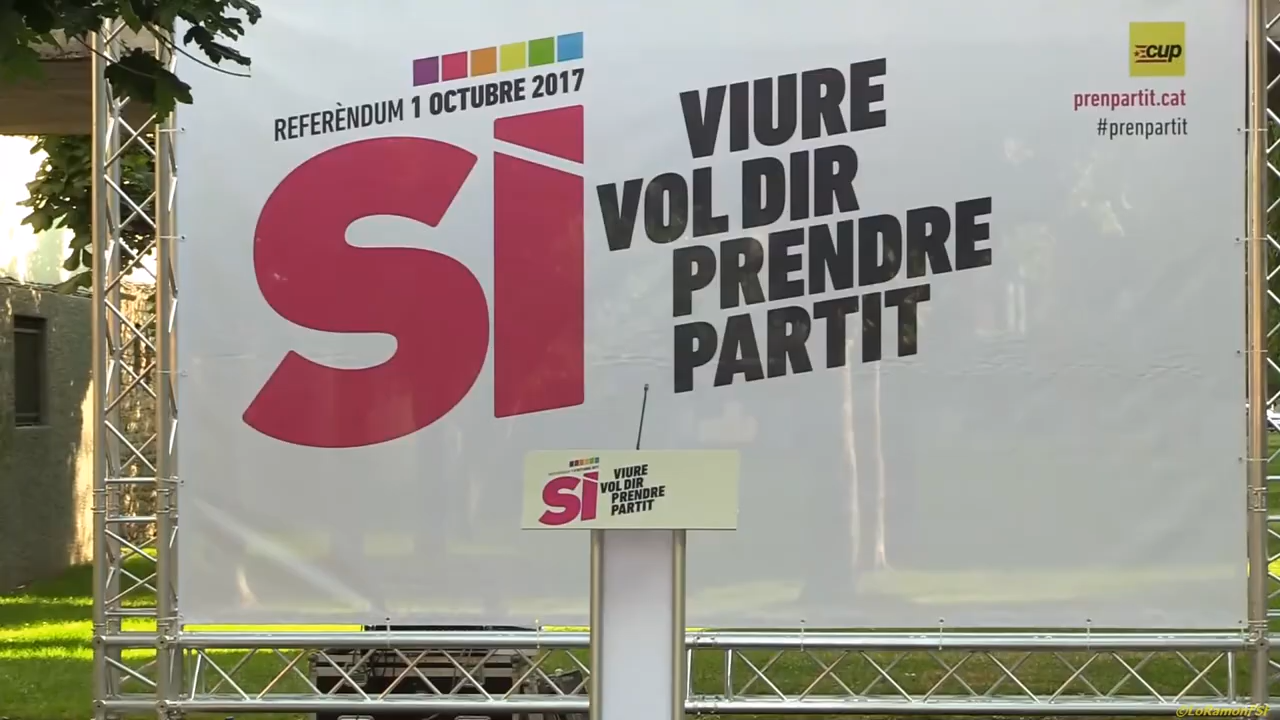 REFERÈNDUM 1 OCTUBRE 2017
SÍ
VIURE
VOL DIR
PRENDRE
PARTIT
cup
prenpartit.cat
#prenpartit
SÍ
VIURE
VOL DIR
PRENDRE
PARTIT